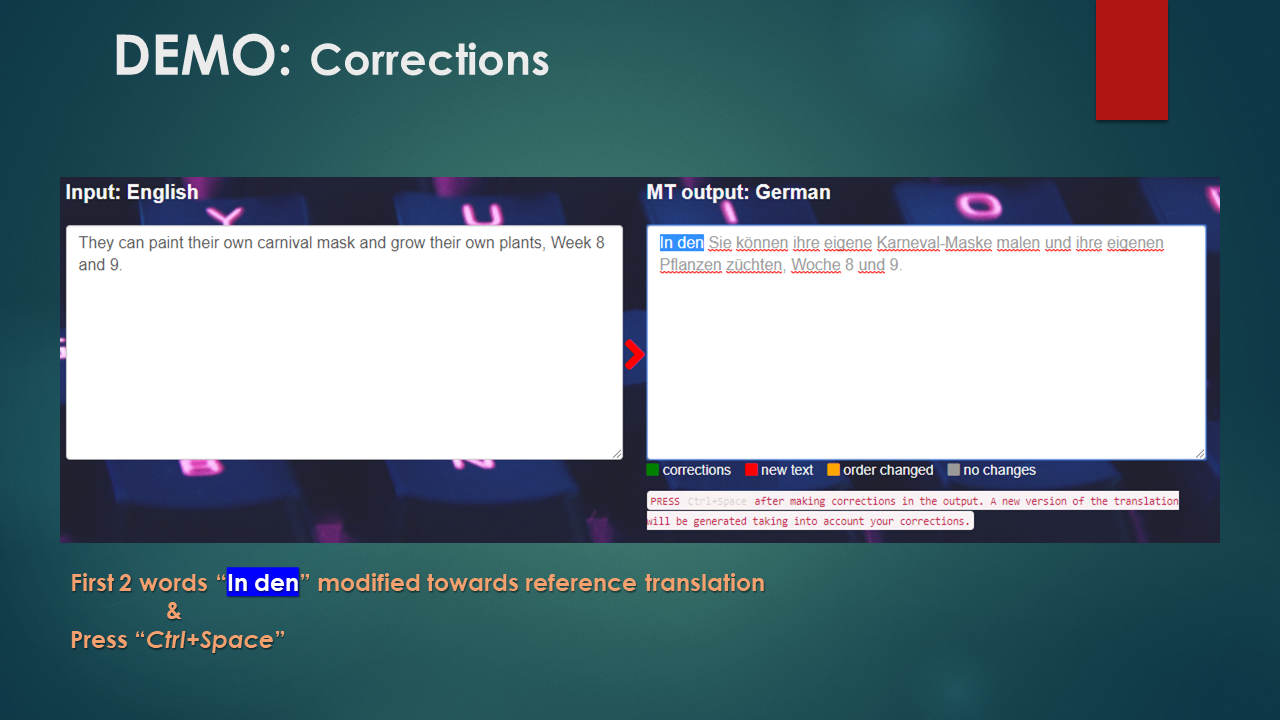 DEMO: Corrections
Input: English
MT output: German
They can paint their own carnival mask and grow their own plants, Week 8
and 9.
In den Sie können ihre eigene Karneval-Maske malen und ihre eigenen
Pflanzen züchten, Woche 8 und 9.
corrections new text order changed no changes
PRESS Ctrl+Space after making corrections in the output. A new version of the translation
will be generated taking into account your corrections.
First 2 words “In den” modified towards reference translation
&
Press “Ctrl+Space”